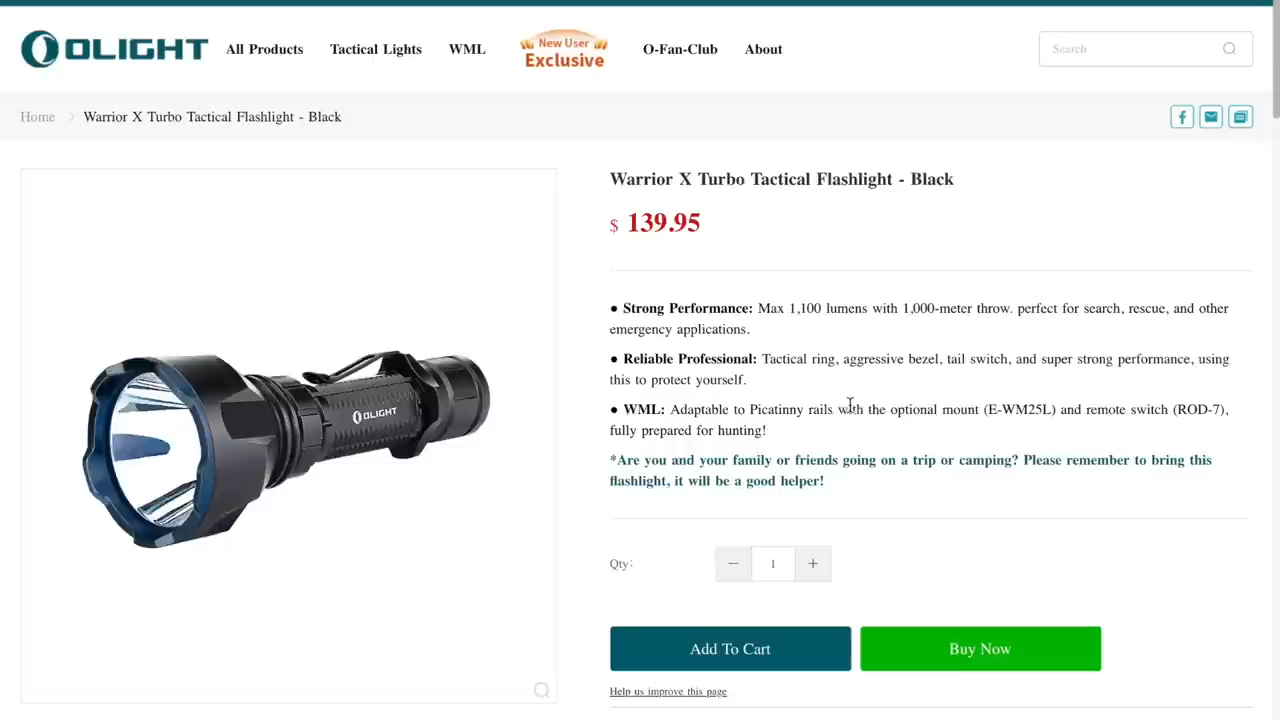 OLIGHT All Products Tactical Lights WML New User Exclusive O-Fan-Club About Search
Home Warrior X Turbo Tactical Flashlight - Black
Warrior X Turbo Tactical Flashlight - Black
$ 139.95
● Strong Performance: Max 1,100 lumens with 1,000-meter throw. perfect for search, rescue, and other
emergency applications.
● Reliable Professional: Tactical ring, aggressive bezel, tail switch, and super strong performance, using
this to protect yourself.
● WML: Adaptable to Picatinny rails with the optional mount (E-WM25L) and remote switch (ROD-7),
fully prepared for hunting!
*Are you and your family or friends going on a trip or camping? Please remember to bring this
flashlight, it will be a good helper!
OLIGHT
Qty: − 1 +
Add To Cart Buy Now
Help us improve this page